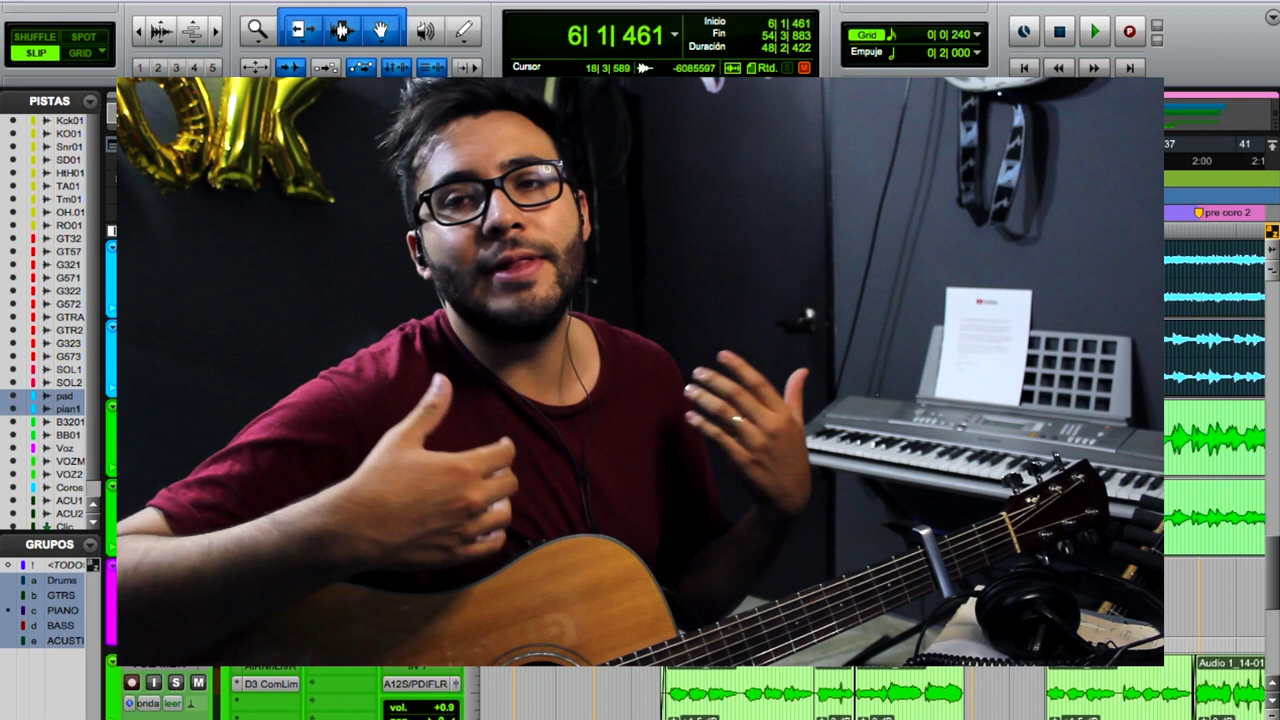 SHUFFLE SPOT
SLIP GRID
1 2 3 4 5
6| 1| 461
Inicio 6| 1| 461
Fin 54| 3| 883
Duración 48| 2| 422
Cursor 18| 3| 589 -6085597 Rtd. S M
Grid 0| 0| 240
Empuje 0| 2| 000
P
PISTAS
Kck01
KO01
Snr01
SD01
HtH01
TA01
Tm01
OH.01
RO01
GT32
GT57
G321
G571
G322
G572
GTRA
GTR2
G323
G573
SOL1
SOL2
pad
pian1
B3201
BB01
Voz
VOZM
VOZ2
Coros
ACU1
ACU2
Clic
GRUPOS
! <TODO>
a Drums
b GTRS
c PIANO
d BASS
e ACUSTI
OK
37 41
2:00 2:1
pre coro 2
a z
I S M
onda leer
D3 ComLim
A12S/PDIFLR
vol. +0.9
Audio 1_14-01